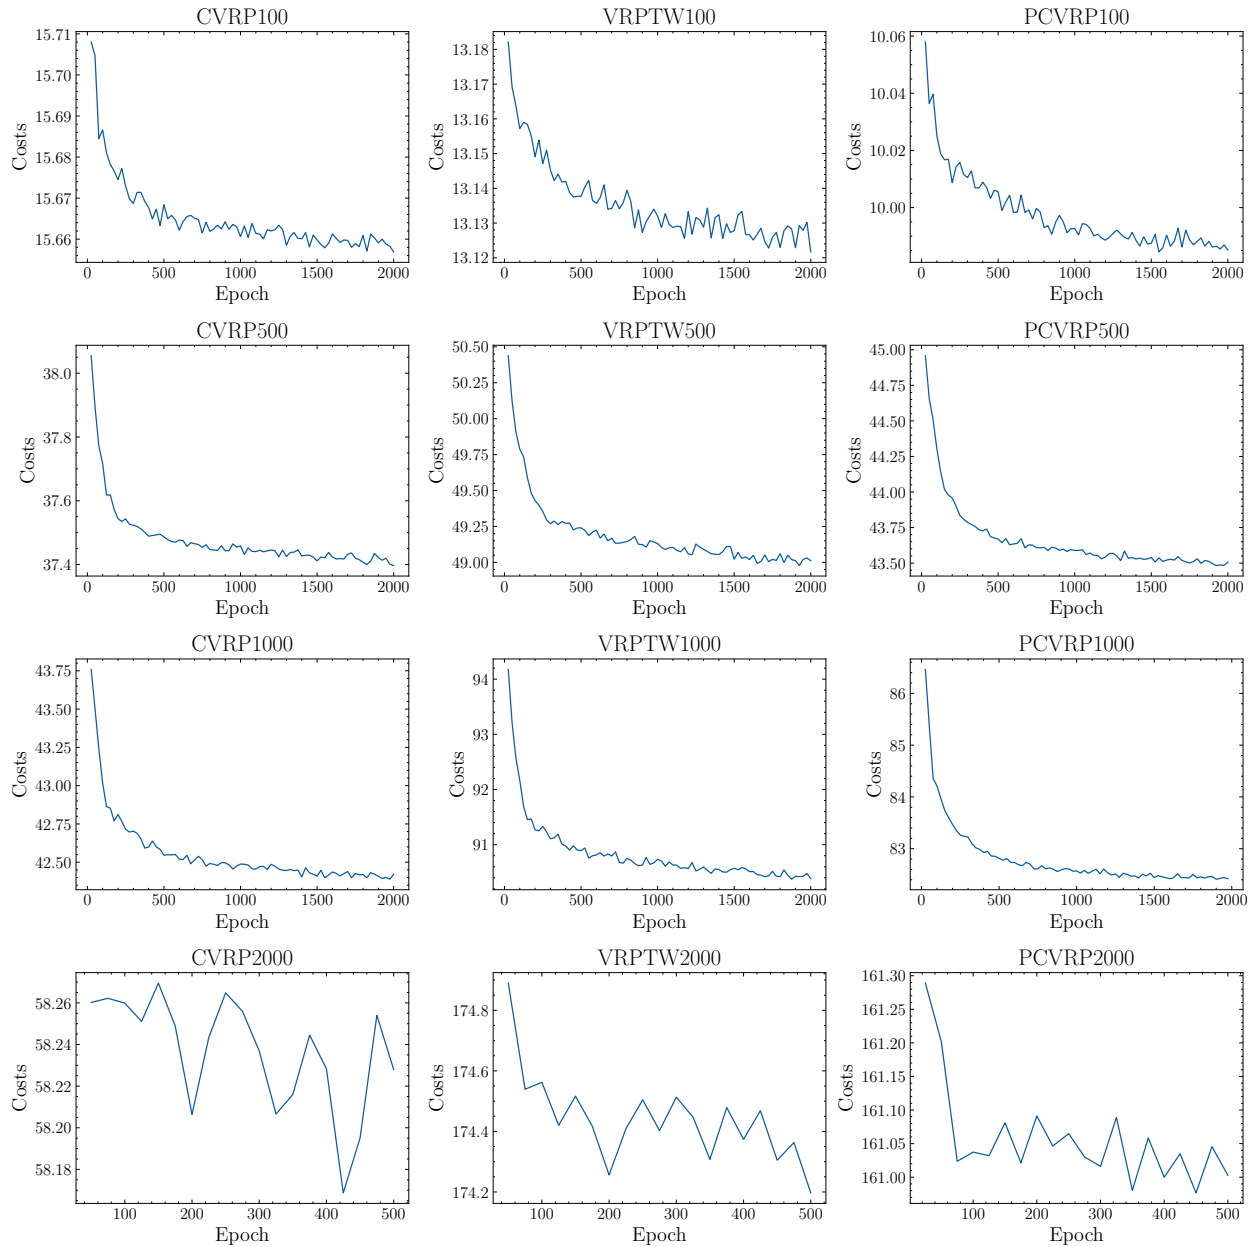 CVRP100
VRPTW100
PCVRP100
Costs
15.71
15.70
15.69
15.68
15.67
15.66
0 500 1000 1500 2000
Epoch
Costs
13.18
13.17
13.16
13.15
13.14
13.13
13.12
0 500 1000 1500 2000
Epoch
Costs
10.06
10.04
10.02
10.00
0 500 1000 1500 2000
Epoch
CVRP500
VRPTW500
PCVRP500
Costs
38.0
37.8
37.6
37.4
0 500 1000 1500 2000
Epoch
Costs
50.50
50.25
50.00
49.75
49.50
49.25
49.00
0 500 1000 1500 2000
Epoch
Costs
45.00
44.75
44.50
44.25
44.00
43.75
43.50
0 500 1000 1500 2000
Epoch
CVRP1000
VRPTW1000
PCVRP1000
Costs
43.75
43.50
43.25
43.00
42.75
42.50
0 500 1000 1500 2000
Epoch
Costs
94
93
92
91
0 500 1000 1500 2000
Epoch
Costs
86
85
84
83
0 500 1000 1500 2000
Epoch
CVRP2000
VRPTW2000
PCVRP2000
Costs
58.26
58.24
58.22
58.20
58.18
100 200 300 400 500
Epoch
Costs
174.8
174.6
174.4
174.2
100 200 300 400 500
Epoch
Costs
161.30
161.25
161.20
161.15
161.10
161.05
161.00
100 200 300 400 500
Epoch